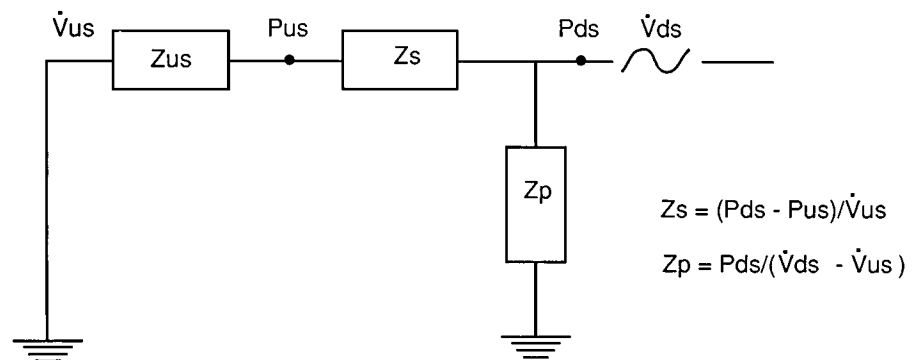 V̇us
Zus
Pus
Zs
Pds
V̇ds
Zp
Zs = (Pds - Pus)/V̇us
Zp = Pds/(V̇ds - V̇us)